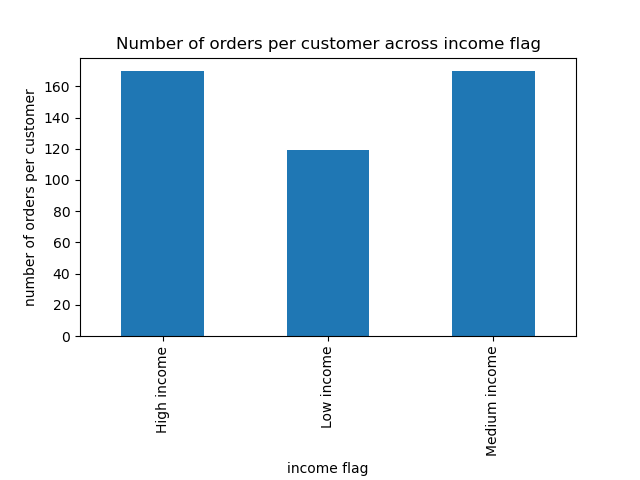 Number of orders per customer across income flag
number of orders per customer
160
140
120
100
80
60
40
20
0
High income
Low income
Medium income
income flag